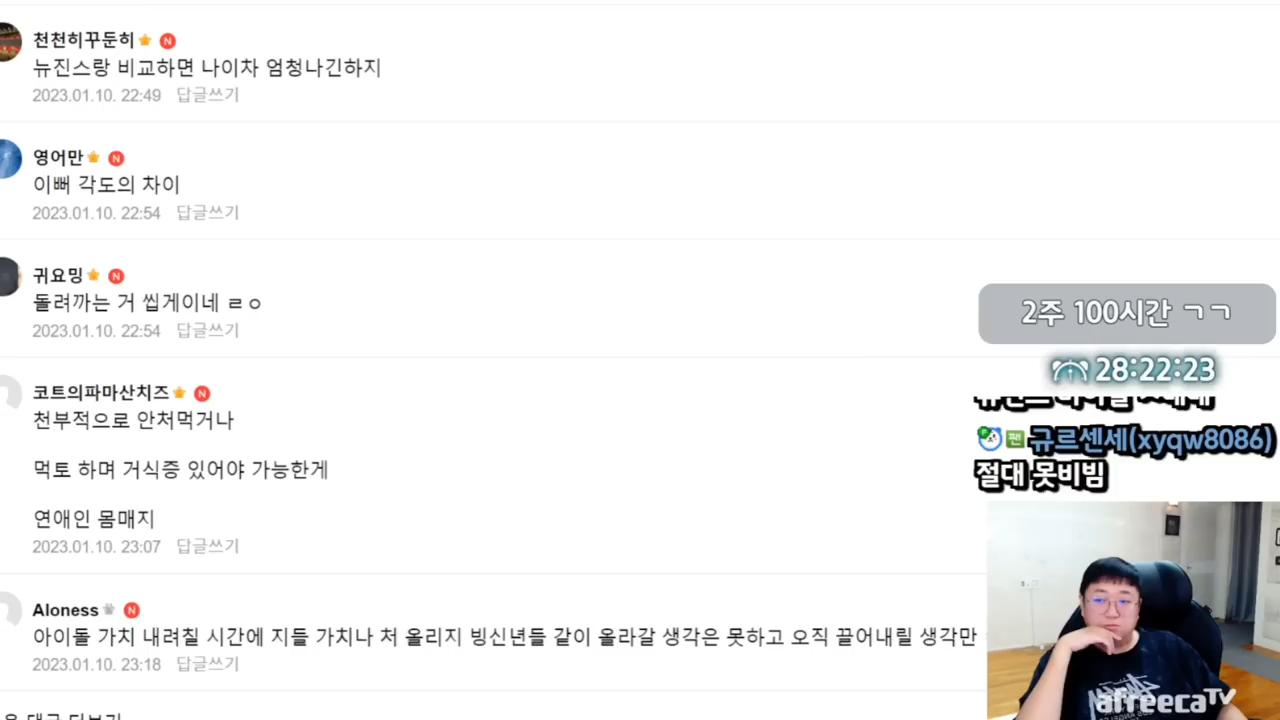 천천히꾸둔히 N
뉴진스랑 비교하면 나이차 엄청나긴하지
2023.01.10. 22:49 답글쓰기
영어만 N
이뻐 각도의 차이
2023.01.10. 22:54 답글쓰기
귀요밍 N
돌려까는 거 씹게이네 ㄹㅇ
2023.01.10. 22:54 답글쓰기
2주 100시간 ㄱㄱ
28:22:23
코트의파마산치즈 N
천부적으로 안처먹거나
먹토 하며 거식증 있어야 가능한게
연애인 몸매지
2023.01.10. 23:07 답글쓰기
팬 규르센세(xyqw8086)
절대 못비빔
Aloness N
아이돌 가치 내려칠 시간에 지들 가치나 처 올리지 빙신년들 같이 올라갈 생각은 못하고 오직 끌어내릴 생각만
2023.01.10. 23:18 답글쓰기
afreecaTV